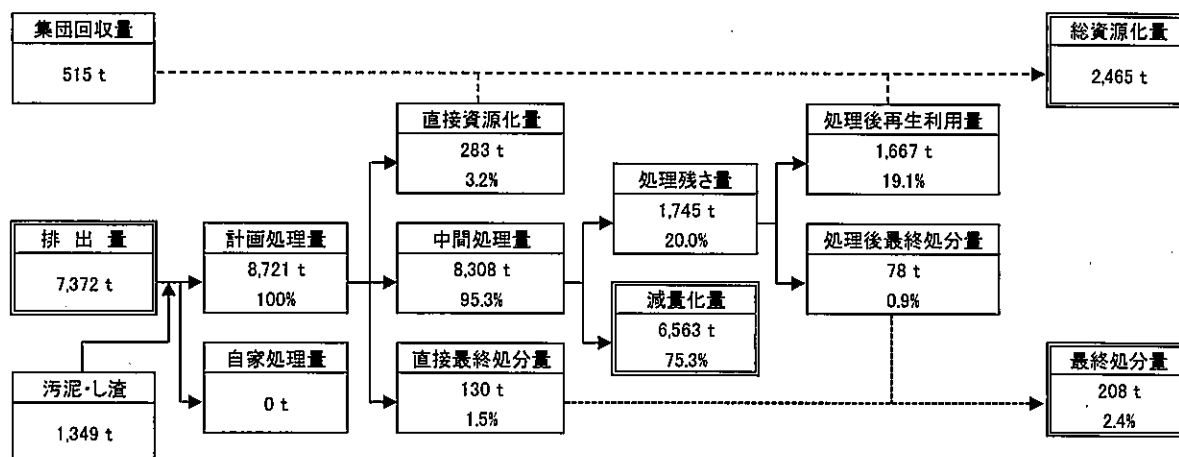 集団回収量
515 t
総資源化量
2,465 t
直接資源化量
283 t
3.2%
処理後再生利用量
1,667 t
19.1%
処理残さ量
1,745 t
20.0%
排出量
7,372 t
計画処理量
8,721 t
100%
中間処理量
8,308 t
95.3%
処理後最終処分量
78 t
0.9%
減量化量
6,563 t
75.3%
汚泥・し渣
1,349 t
自家処理量
0 t
直接最終処分量
130 t
1.5%
最終処分量
208 t
2.4%